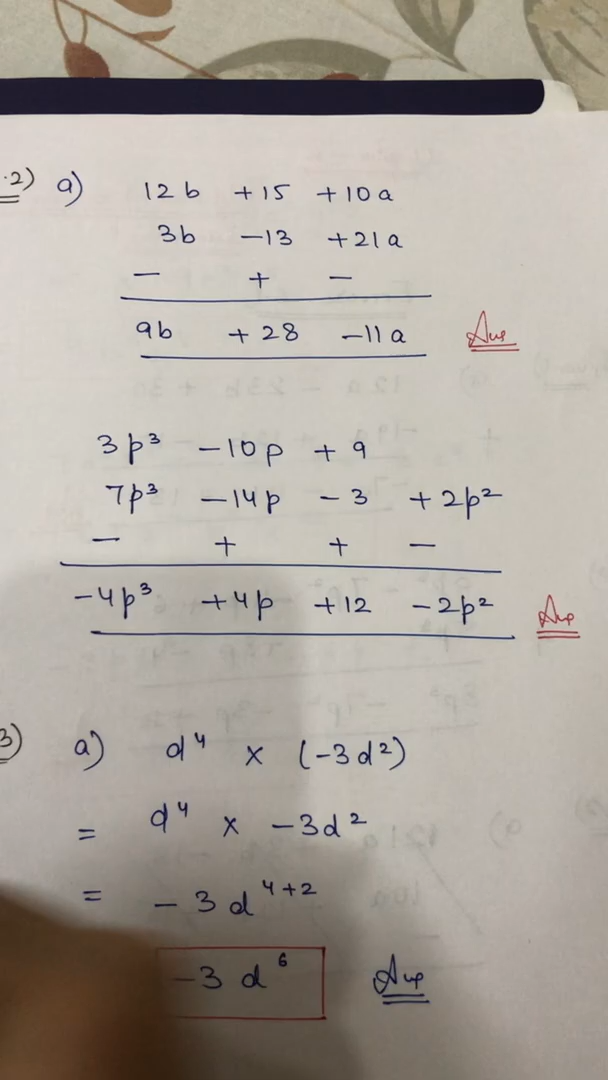 .2) a) 12b +15 +10a
3b -13 +21a
- + -
9b +28 -11a Ans
3p³ -10p + 9
7p³ -14p - 3 + 2p²
- + + -
-4p³ +4p +12 -2p² Ans
3) a) d⁴ x (-3d²)
= d⁴ x -3d²
= -3d⁴⁺²
-3d⁶ Ans